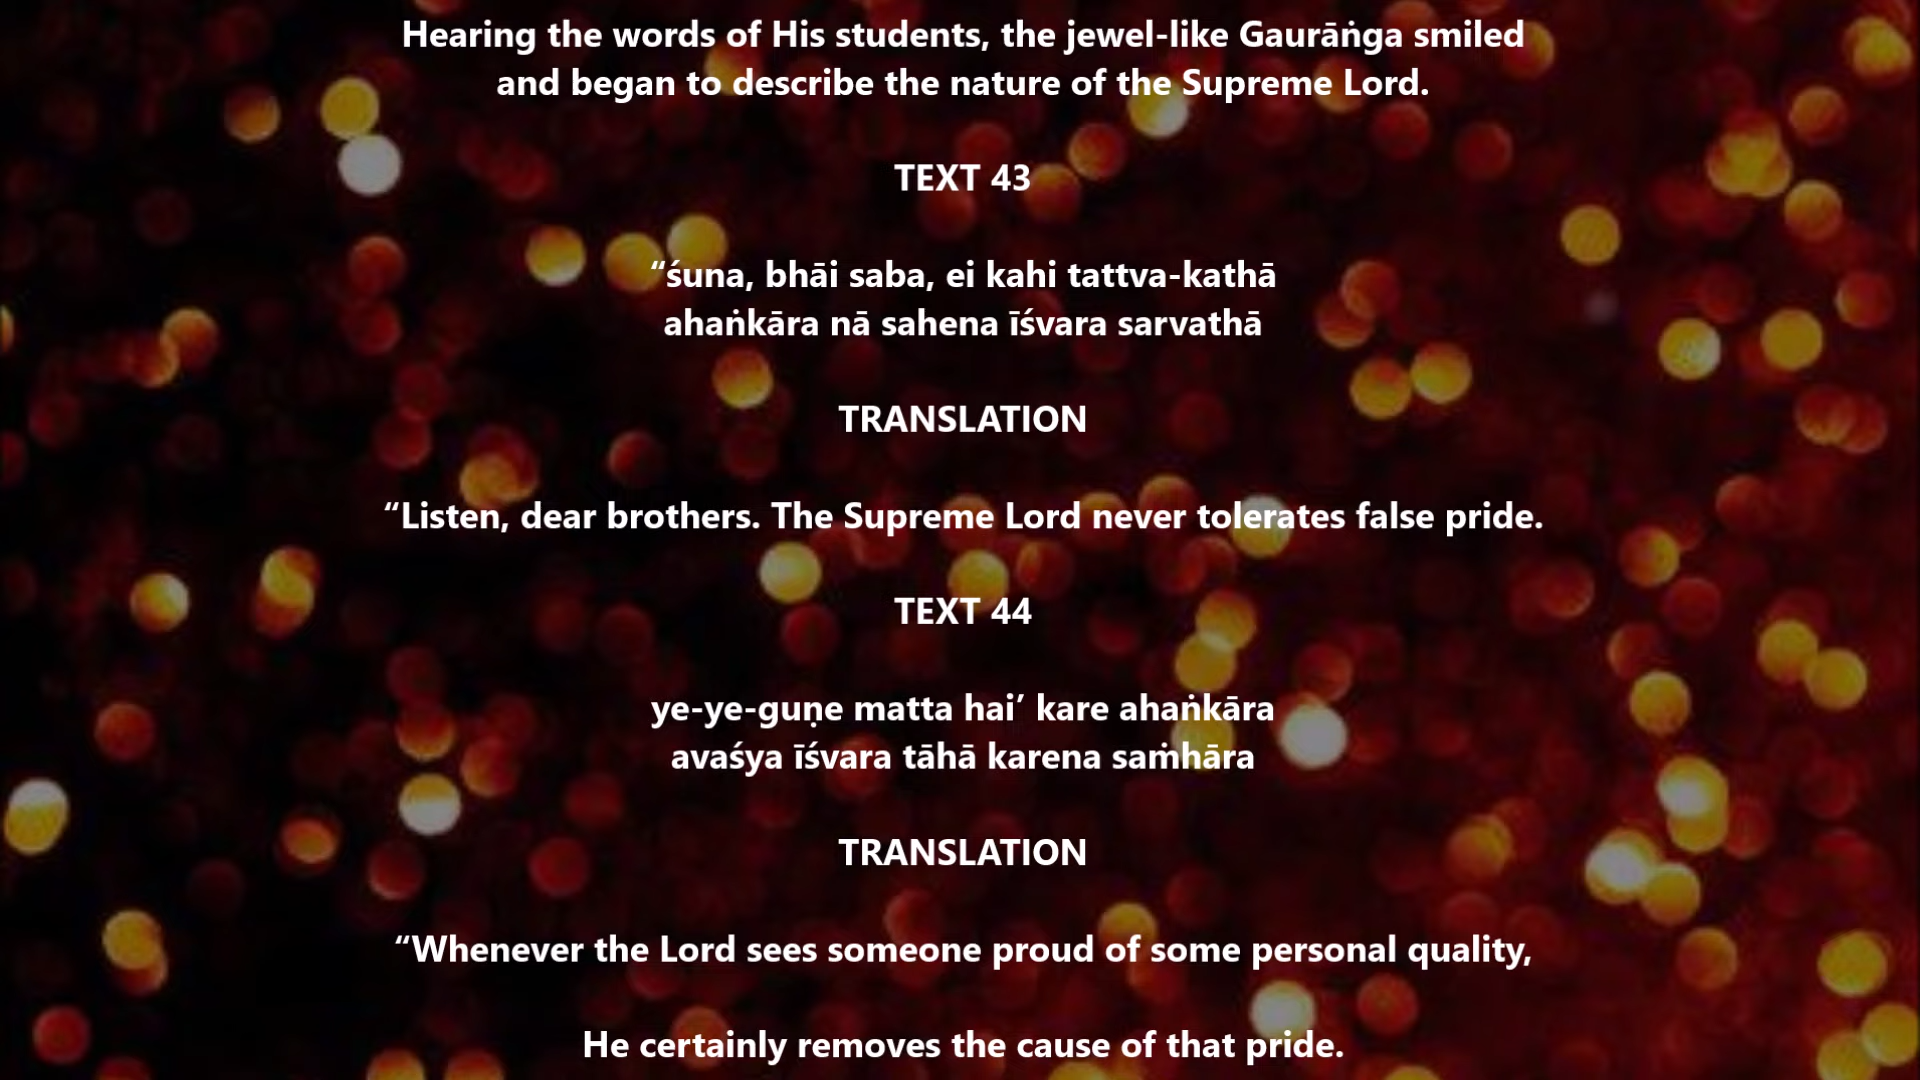 Hearing the words of His students, the jewel-like Gaurāṅga smiled
and began to describe the nature of the Supreme Lord.
TEXT 43
“śuna, bhāi saba, ei kahi tattva-kathā
ahaṅkāra nā sahena īśvara sarvathā
TRANSLATION
“Listen, dear brothers. The Supreme Lord never tolerates false pride.
TEXT 44
ye-ye-guṇe matta hai’ kare ahaṅkāra
avaśya īśvara tāhā karena saṁhāra
TRANSLATION
“Whenever the Lord sees someone proud of some personal quality,
He certainly removes the cause of that pride.